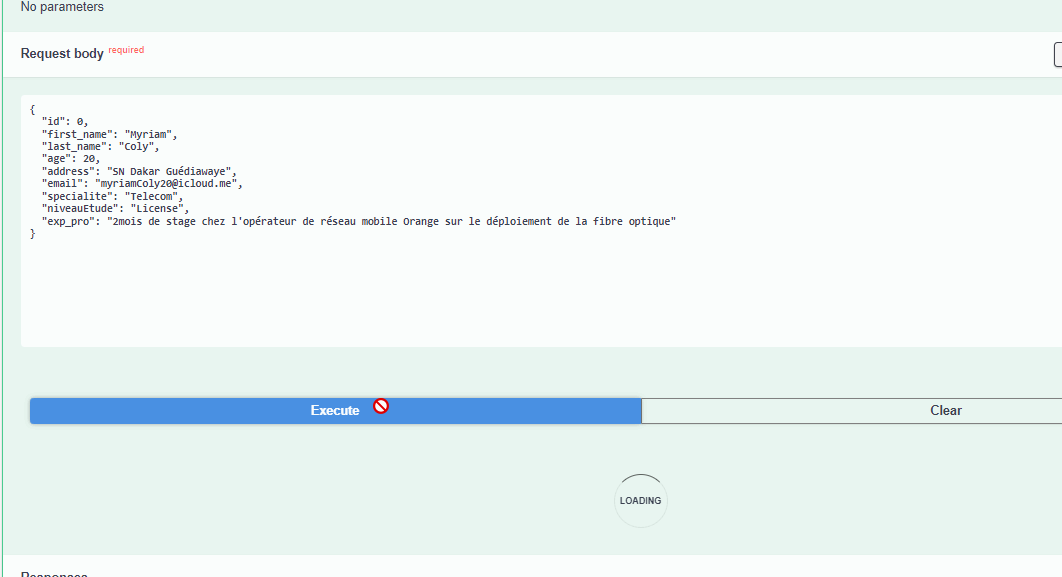 No parameters
Request body required
{
"id": 0,
"first_name": "Myriam",
"last_name": "Coly",
"age": 20,
"address": "SN Dakar Guédiawaye",
"email": "myriamColy20@icloud.me",
"specialite": "Telecom",
"niveauEtude": "License",
"exp_pro": "2mois de stage chez l'opérateur de réseau mobile Orange sur le déploiement de la fibre optique"
}
Execute
Clear
LOADING
Responses